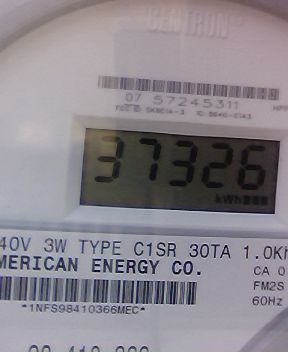 CENTRON
07 57245311
37326
kWh
40V 3W TYPE C1SR 30TA 1.0Kh
MERICAN ENERGY CO.
CA 0
FM2S
60Hz
*1NFS98410366MEC*